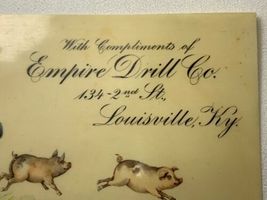 With Compliments of
Empire Drill Co.
134-2nd St.,
Louisville, Ky.